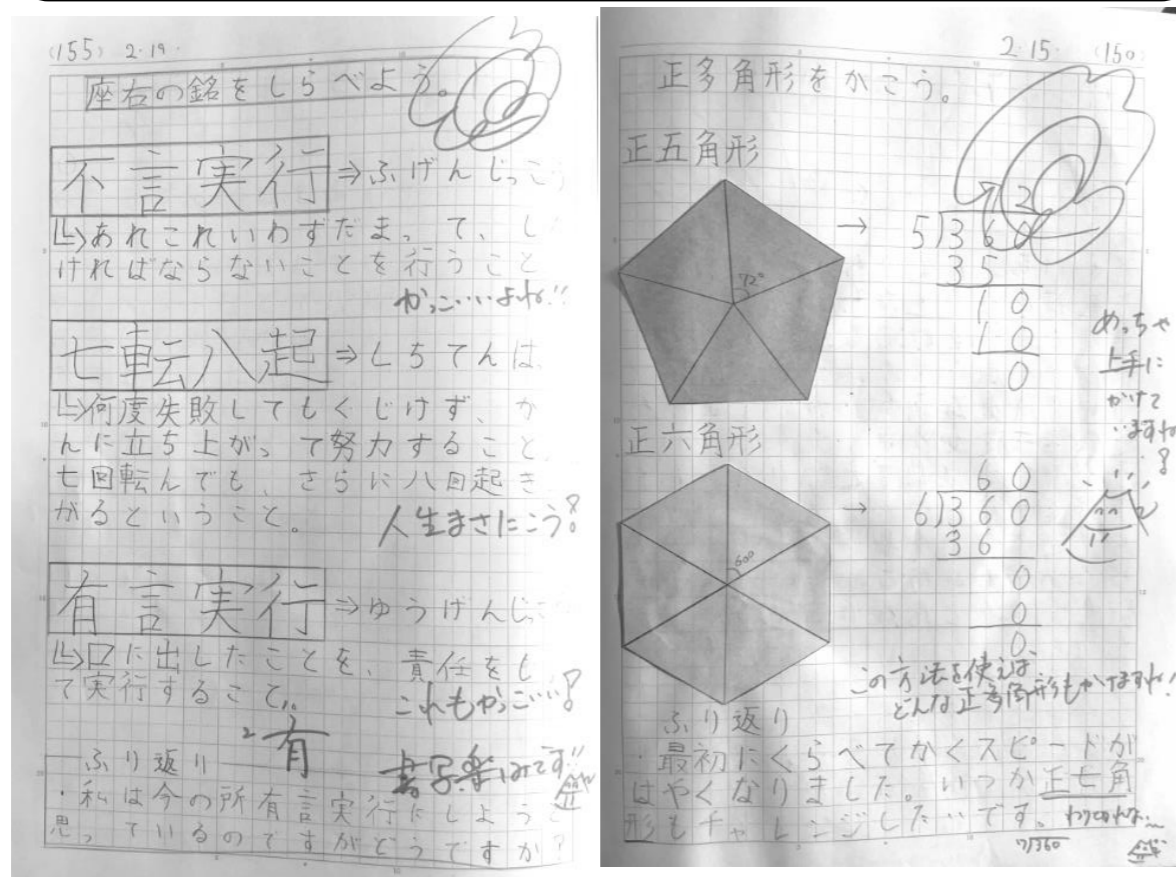 (155) 2・19・
座右の銘をしらべよう。
不言実行⇒ふげんじっこう
↳あれこれいわずだまって、し
ければならないことを行うこと
かっこいいよね!!
七転八起⇒しちてんは
↳何度失敗してもくじけず、か
んに立ち上がって努力すること
七回転んでも、さらに八回起き
がるということ。
人生まさにこう!
有言実行⇒ゆうげんじっ
↳口に出したことを、責任をも
て実行すること。
これもかっこいい!
有
書写楽しみです!!
ふり返り
・私は今の所有言実行にしようと
思っているのですがどうですか?
2・15・ (150)
正多角形をかこう。
正五角形
72°
→
5)360
35
10
10
0
めっちゃ
上手に
かけて
いますね!
正六角形
60°
→
60
6)360
36
0
0
0
この方法を使えば、
どんな正多角形もかけますね!
ふり返り
・最初にくらべてかくスピードが
はやくなりました。いつか正七角
形もチャレンジしたいです。
7)360